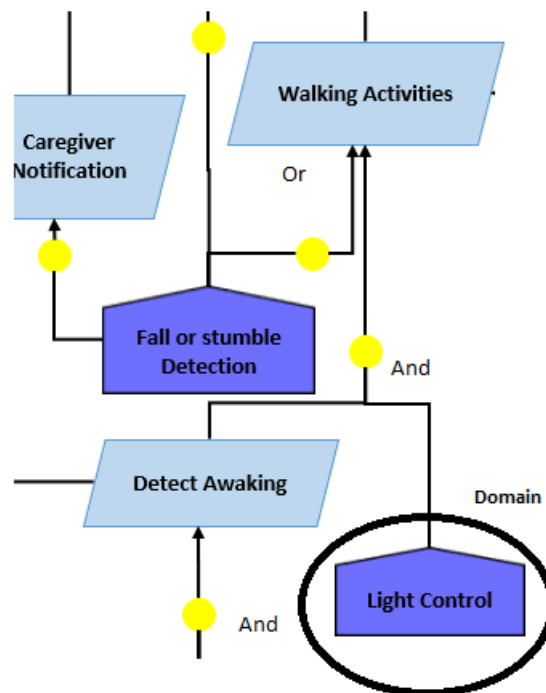 Walking Activities
Caregiver
Notification
Or
Fall or stumble
Detection
And
Detect Awaking
Domain
Light Control
And